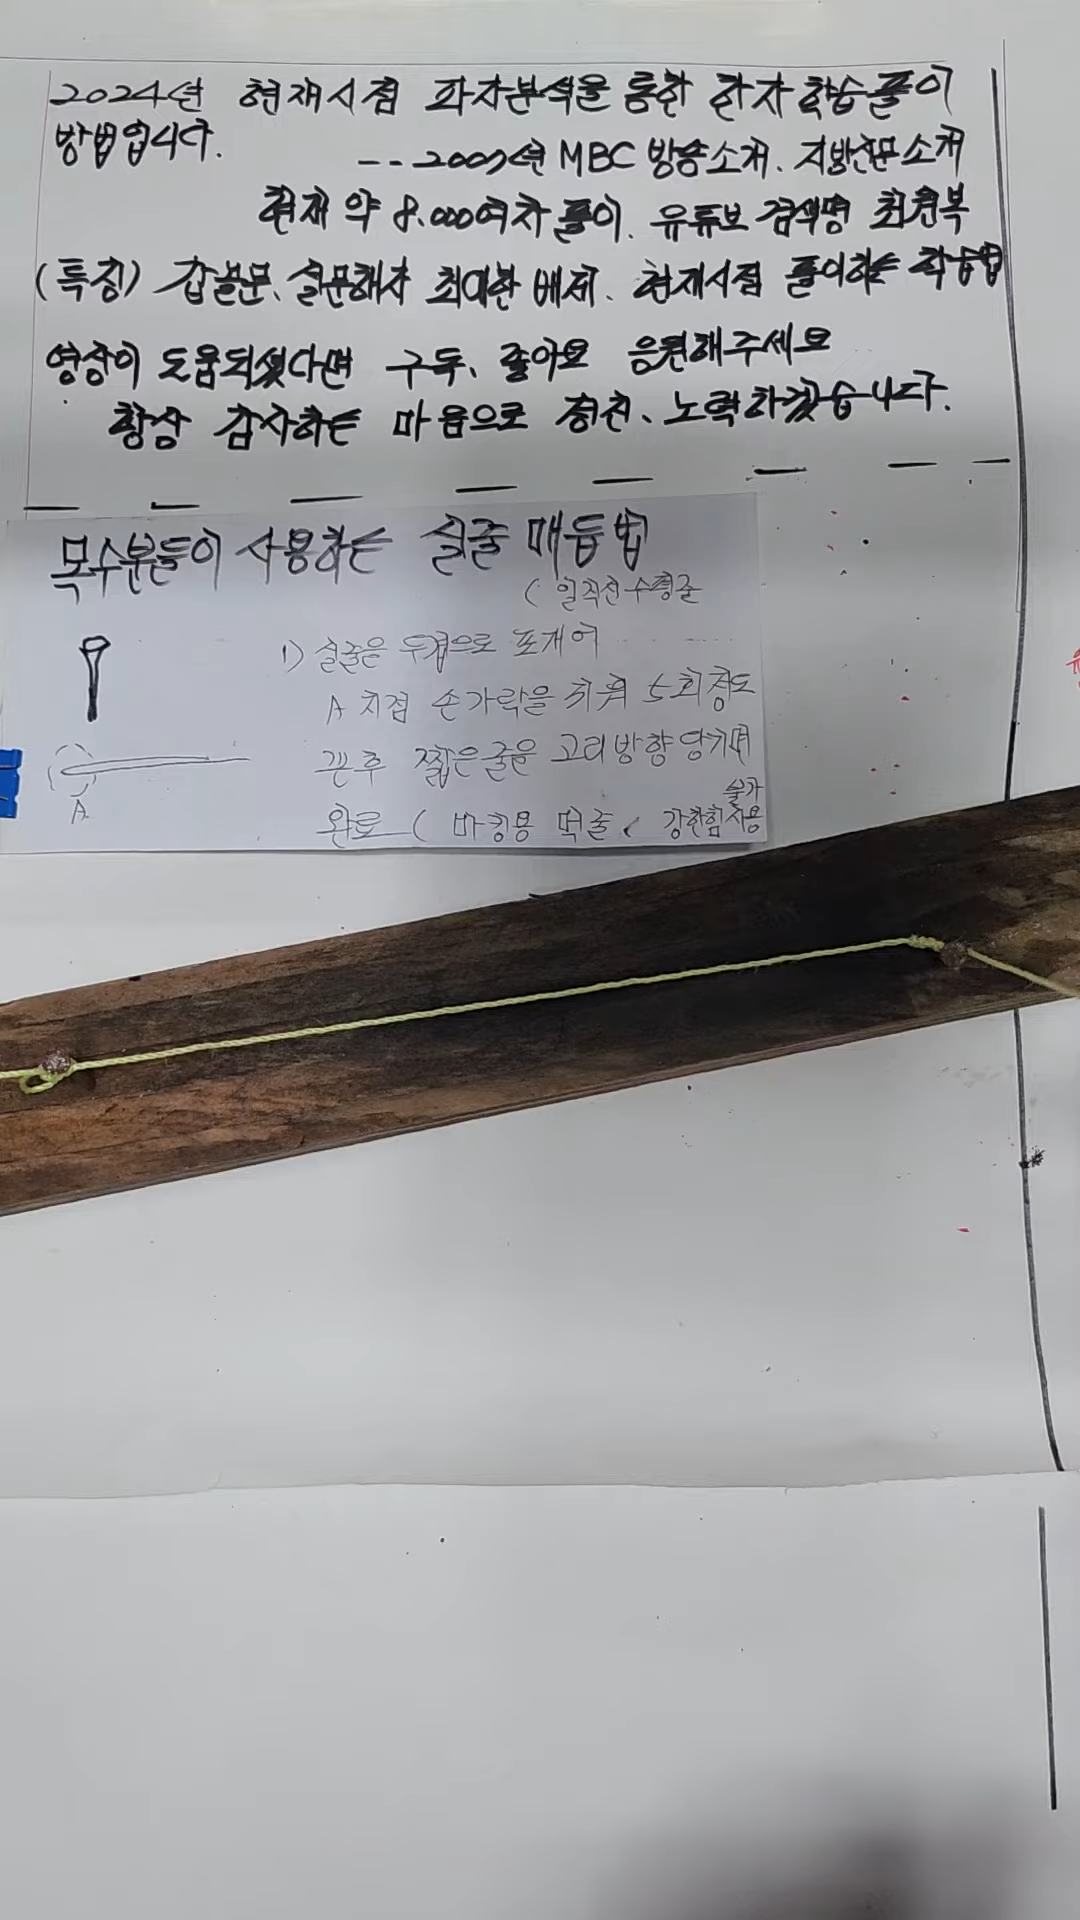 2024년 현재시점 파자분석을 통한 한자학습풀이
방법입니다.
---2007년 MBC 방송소개. 지방신문소개
현재 약 8.000여자 풀이. 유튜브 검색명 최천복
(특징) 갑골문, 설문해자 최대한 배제. 현재시점 풀이하는 학습법
영상이 도움되셧다면 구독, 좋아요 응원해주세요
항상 감사하는 마음으로 정진, 노력하겠습니다.
목수분들이 사용하는 실줄 매듭법
( 일직선수평줄
1) 실줄을 두겹으로 포개어
A 지점 손가락을 끼워 5회정도
꼰후 짧은줄을 고리방향 당기면
완료 ( 마킹용 먹줄, 강한힘사용
불가
A